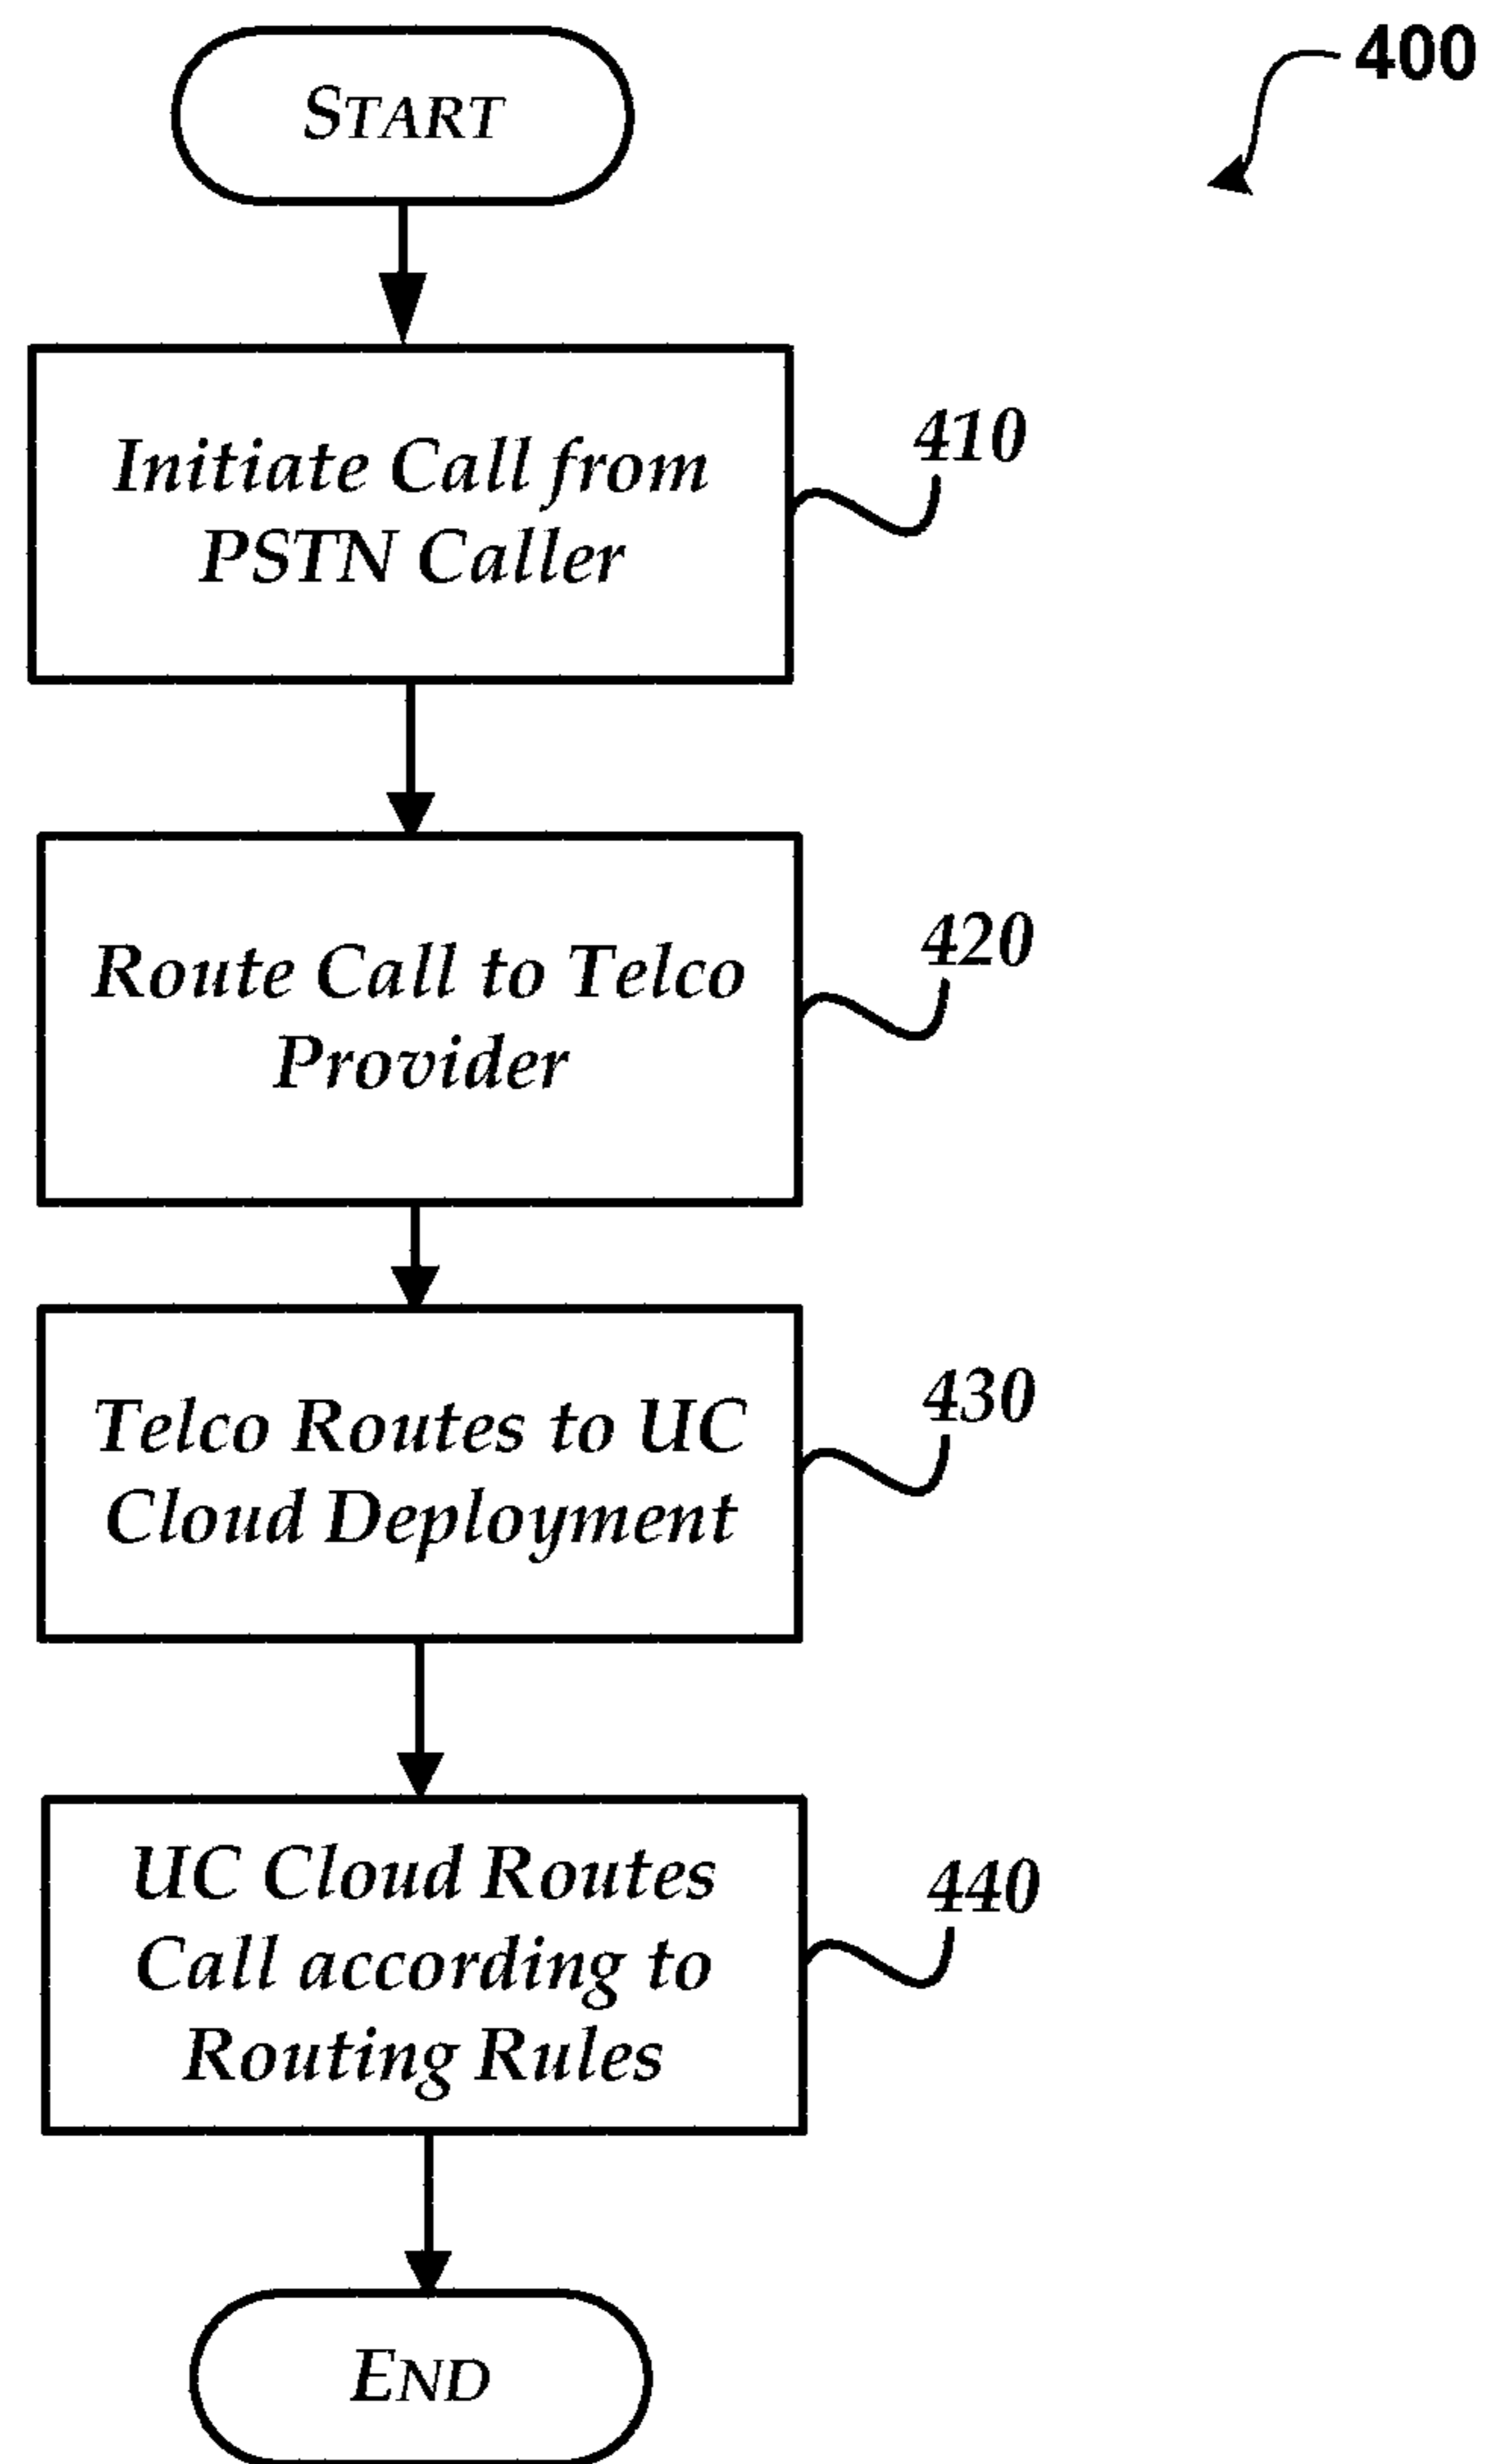 START
400
Initiate Call from
PSTN Caller
410
Route Call to Telco
Provider
420
Telco Routes to UC
Cloud Deployment
430
UC Cloud Routes
Call according to
Routing Rules
440
END